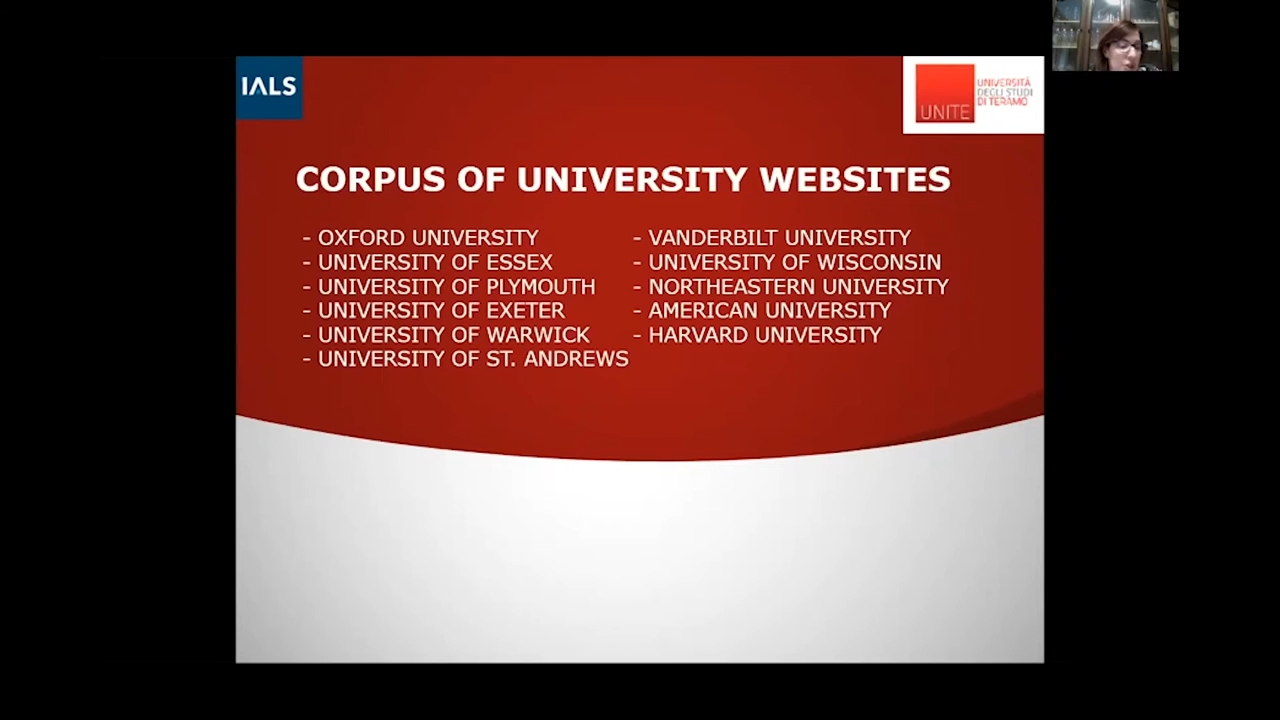 IALS
UNITE
UNIVERSITÀ
DEGLI STUDI
DI TERAMO
CORPUS OF UNIVERSITY WEBSITES
- OXFORD UNIVERSITY
- UNIVERSITY OF ESSEX
- UNIVERSITY OF PLYMOUTH
- UNIVERSITY OF EXETER
- UNIVERSITY OF WARWICK
- UNIVERSITY OF ST. ANDREWS
- VANDERBILT UNIVERSITY
- UNIVERSITY OF WISCONSIN
- NORTHEASTERN UNIVERSITY
- AMERICAN UNIVERSITY
- HARVARD UNIVERSITY